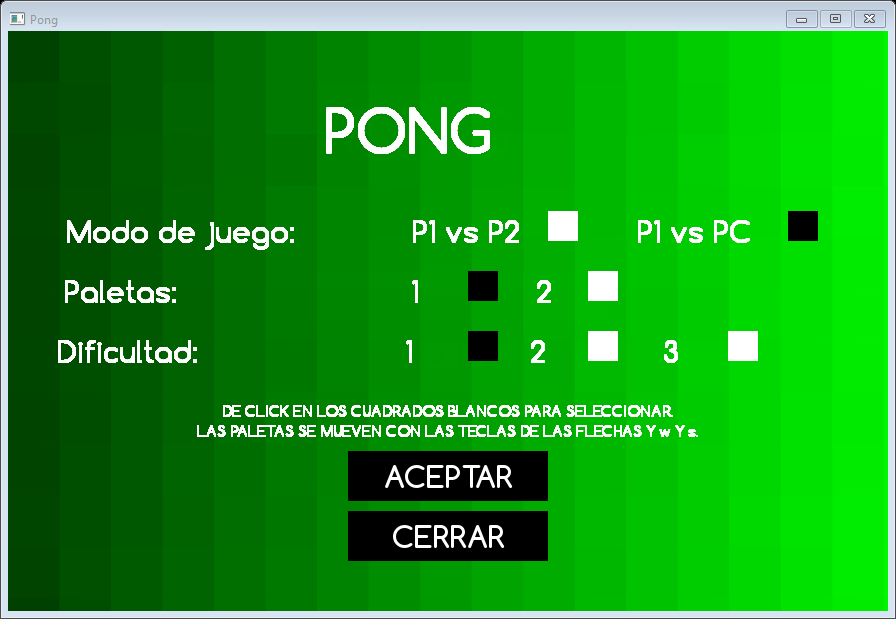 Pong
PONG
Modo de juego: P1 vs P2 P1 vs PC
Paletas: 1 2
Dificultad: 1 2 3
DE CLICK EN LOS CUADRADOS BLANCOS PARA SELECCIONAR
LAS PALETAS SE MUEVEN CON LAS TECLAS DE LAS FLECHAS Y w Y s.
ACEPTAR
CERRAR